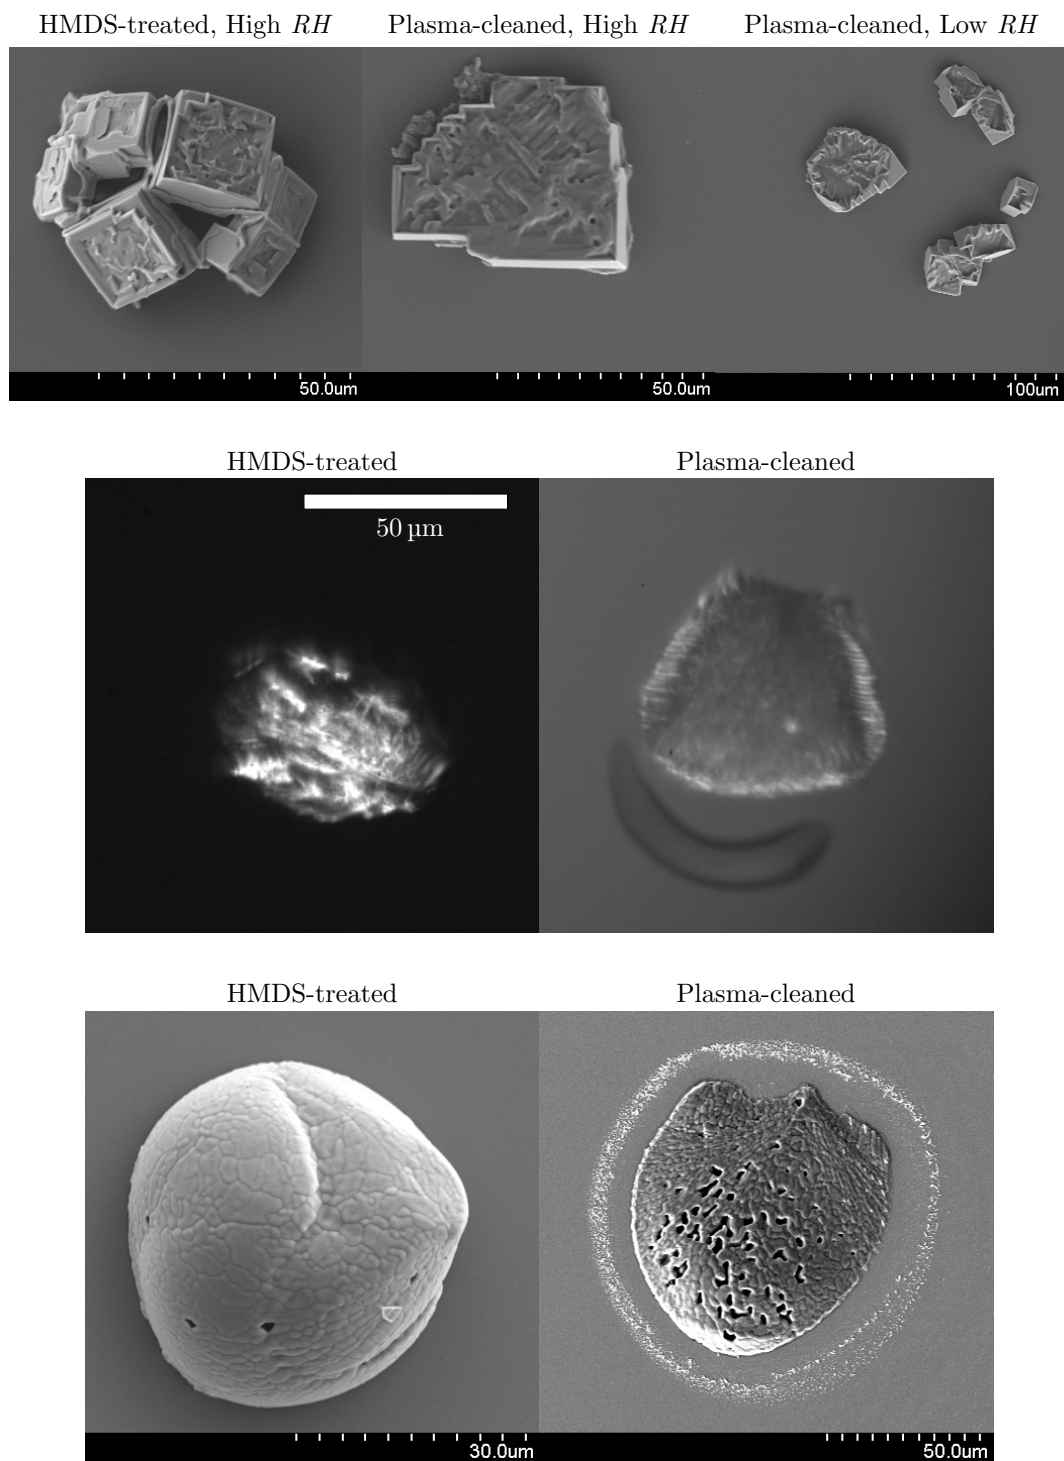 HMDS-treated, High RH Plasma-cleaned, High RH Plasma-cleaned, Low RH
50.0um 50.0um 100um
HMDS-treated Plasma-cleaned
50 µm
HMDS-treated Plasma-cleaned
30.0um 50.0um